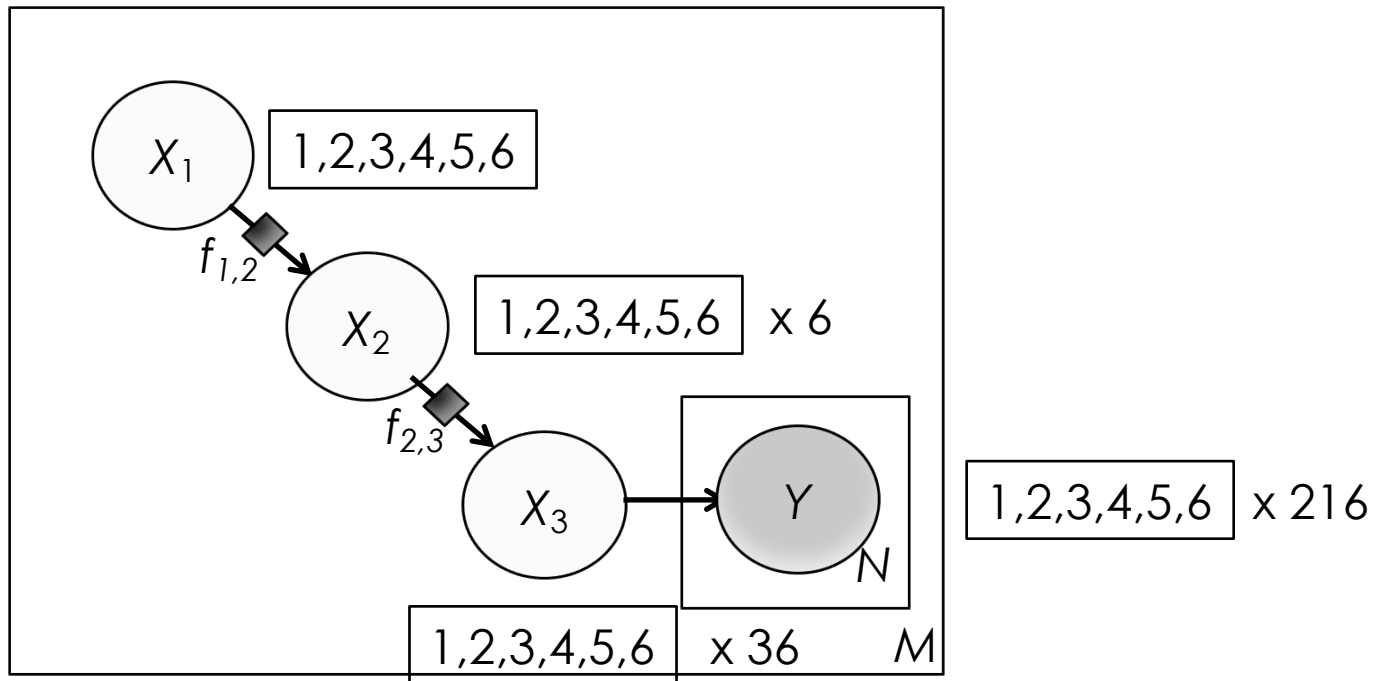 X₁
1,2,3,4,5,6
f₁,₂
X₂
1,2,3,4,5,6 x 6
f₂,₃
X₃
Y
N
1,2,3,4,5,6 x 216
1,2,3,4,5,6 x 36
M